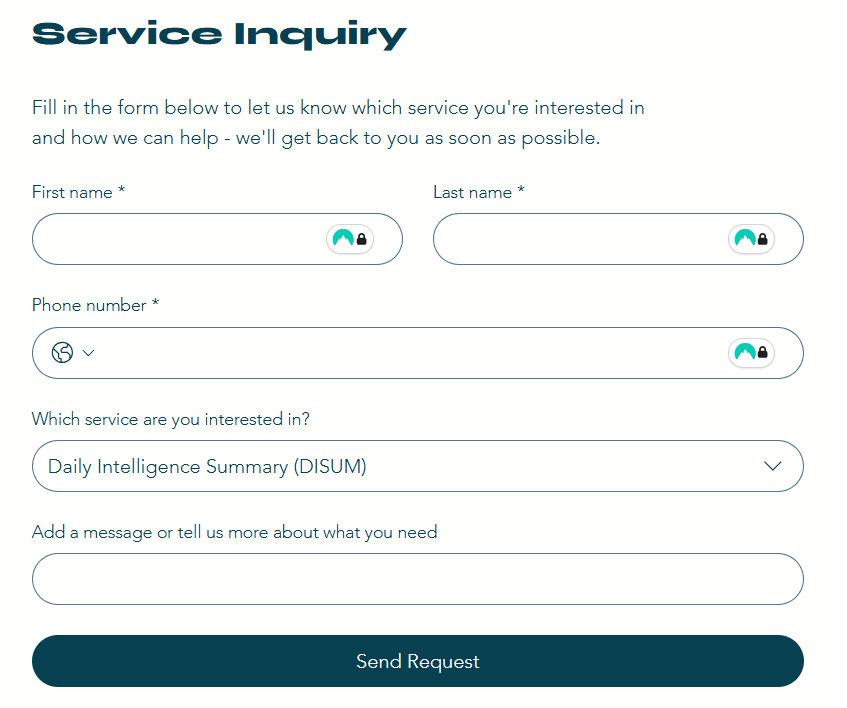 Service Inquiry
Fill in the form below to let us know which service you're interested in
and how we can help - we'll get back to you as soon as possible.
First name *
Last name *
Phone number *
Which service are you interested in?
Daily Intelligence Summary (DISUM)
Add a message or tell us more about what you need
Send Request